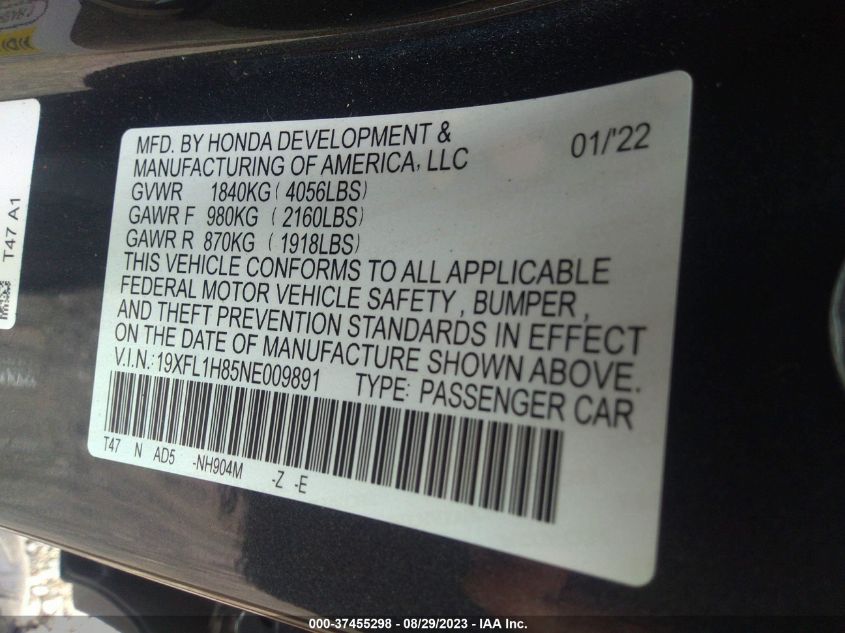 MFD. BY HONDA DEVELOPMENT &
MANUFACTURING OF AMERICA, LLC 01/'22
GVWR 1840KG (4056LBS)
GAWR F 980KG (2160LBS)
GAWR R 870KG (1918LBS)
THIS VEHICLE CONFORMS TO ALL APPLICABLE
FEDERAL MOTOR VEHICLE SAFETY, BUMPER,
AND THEFT PREVENTION STANDARDS IN EFFECT
ON THE DATE OF MANUFACTURE SHOWN ABOVE.
V.I.N.: 19XFL1H85NE009891 TYPE: PASSENGER CAR
T47 N AD5 -NH904M -Z -E
T47 A1
000-37455298 - 08/29/2023 - IAA Inc.